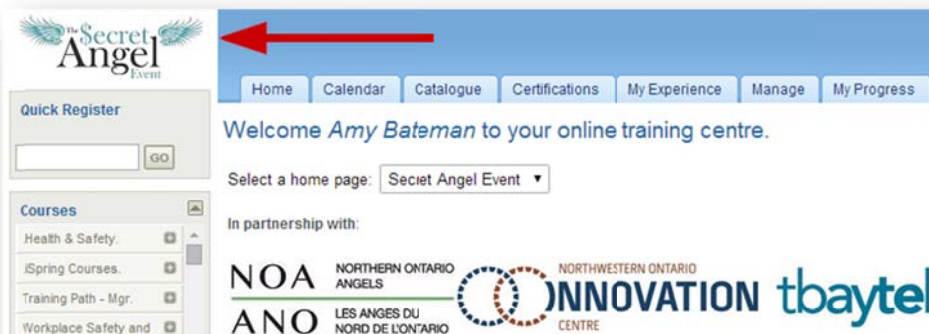 The Secret
Angel
Event
Home Calendar Catalogue Certifications My Experience Manage My Progress
Quick Register
GO
Welcome Amy Bateman to your online training centre.
Select a home page: Secret Angel Event
In partnership with:
Courses
.Health & Safety.
.iSpring Courses.
Training Path - Mgr.
Workplace Safety and
NOA NORTHERN ONTARIO
ANGELS
ANO LES ANGES DU
NORD DE L'ONTARIO
NORTHWESTERN ONTARIO
INNOVATION
CENTRE
tbaytel